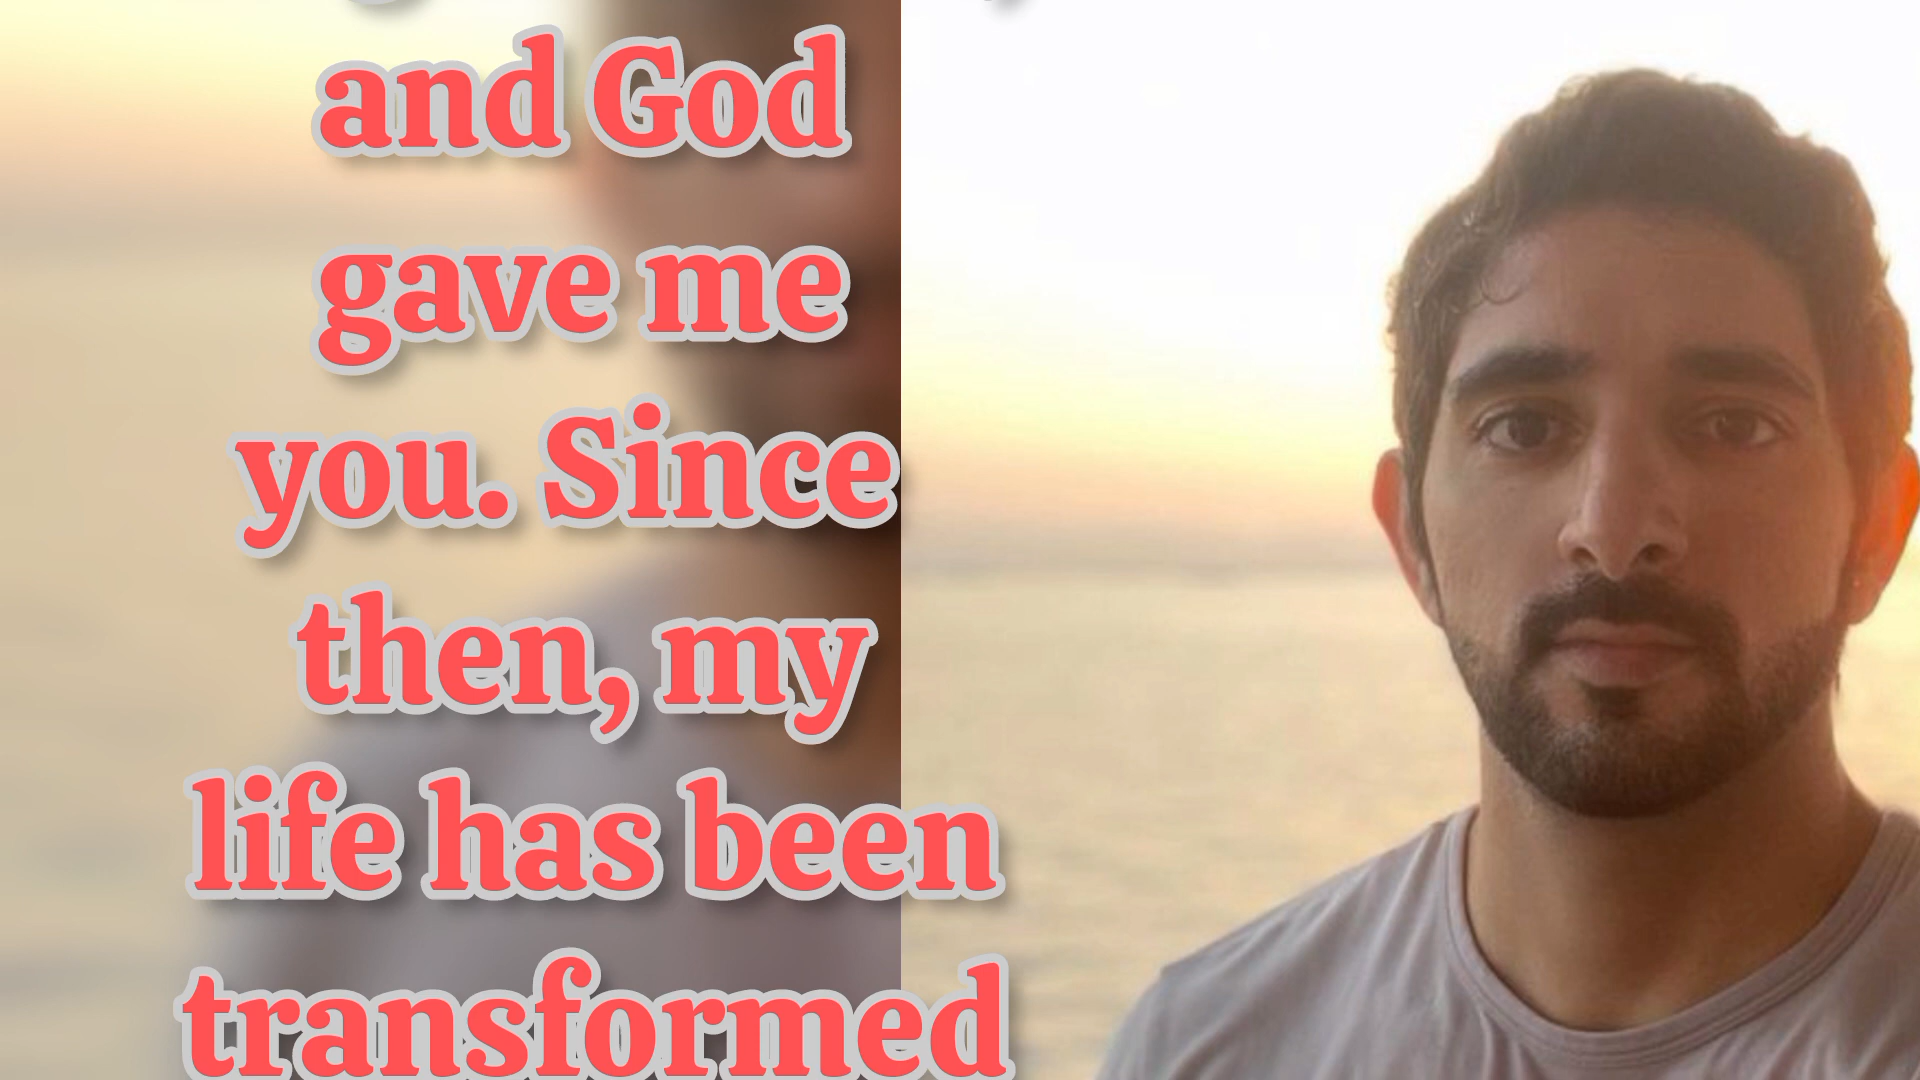 and God
gave me
you. Since
then, my
life has been
transformed